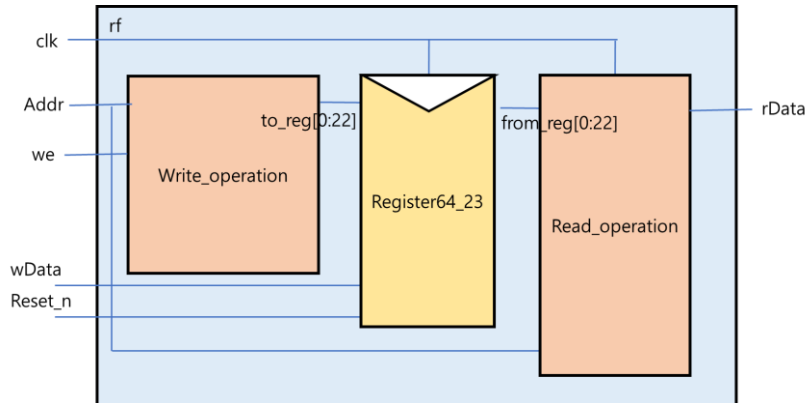 rf
clk
Addr
we
wData
Reset_n
Write_operation
to_reg[0:22]
Register64_23
from_reg[0:22]
Read_operation
rData